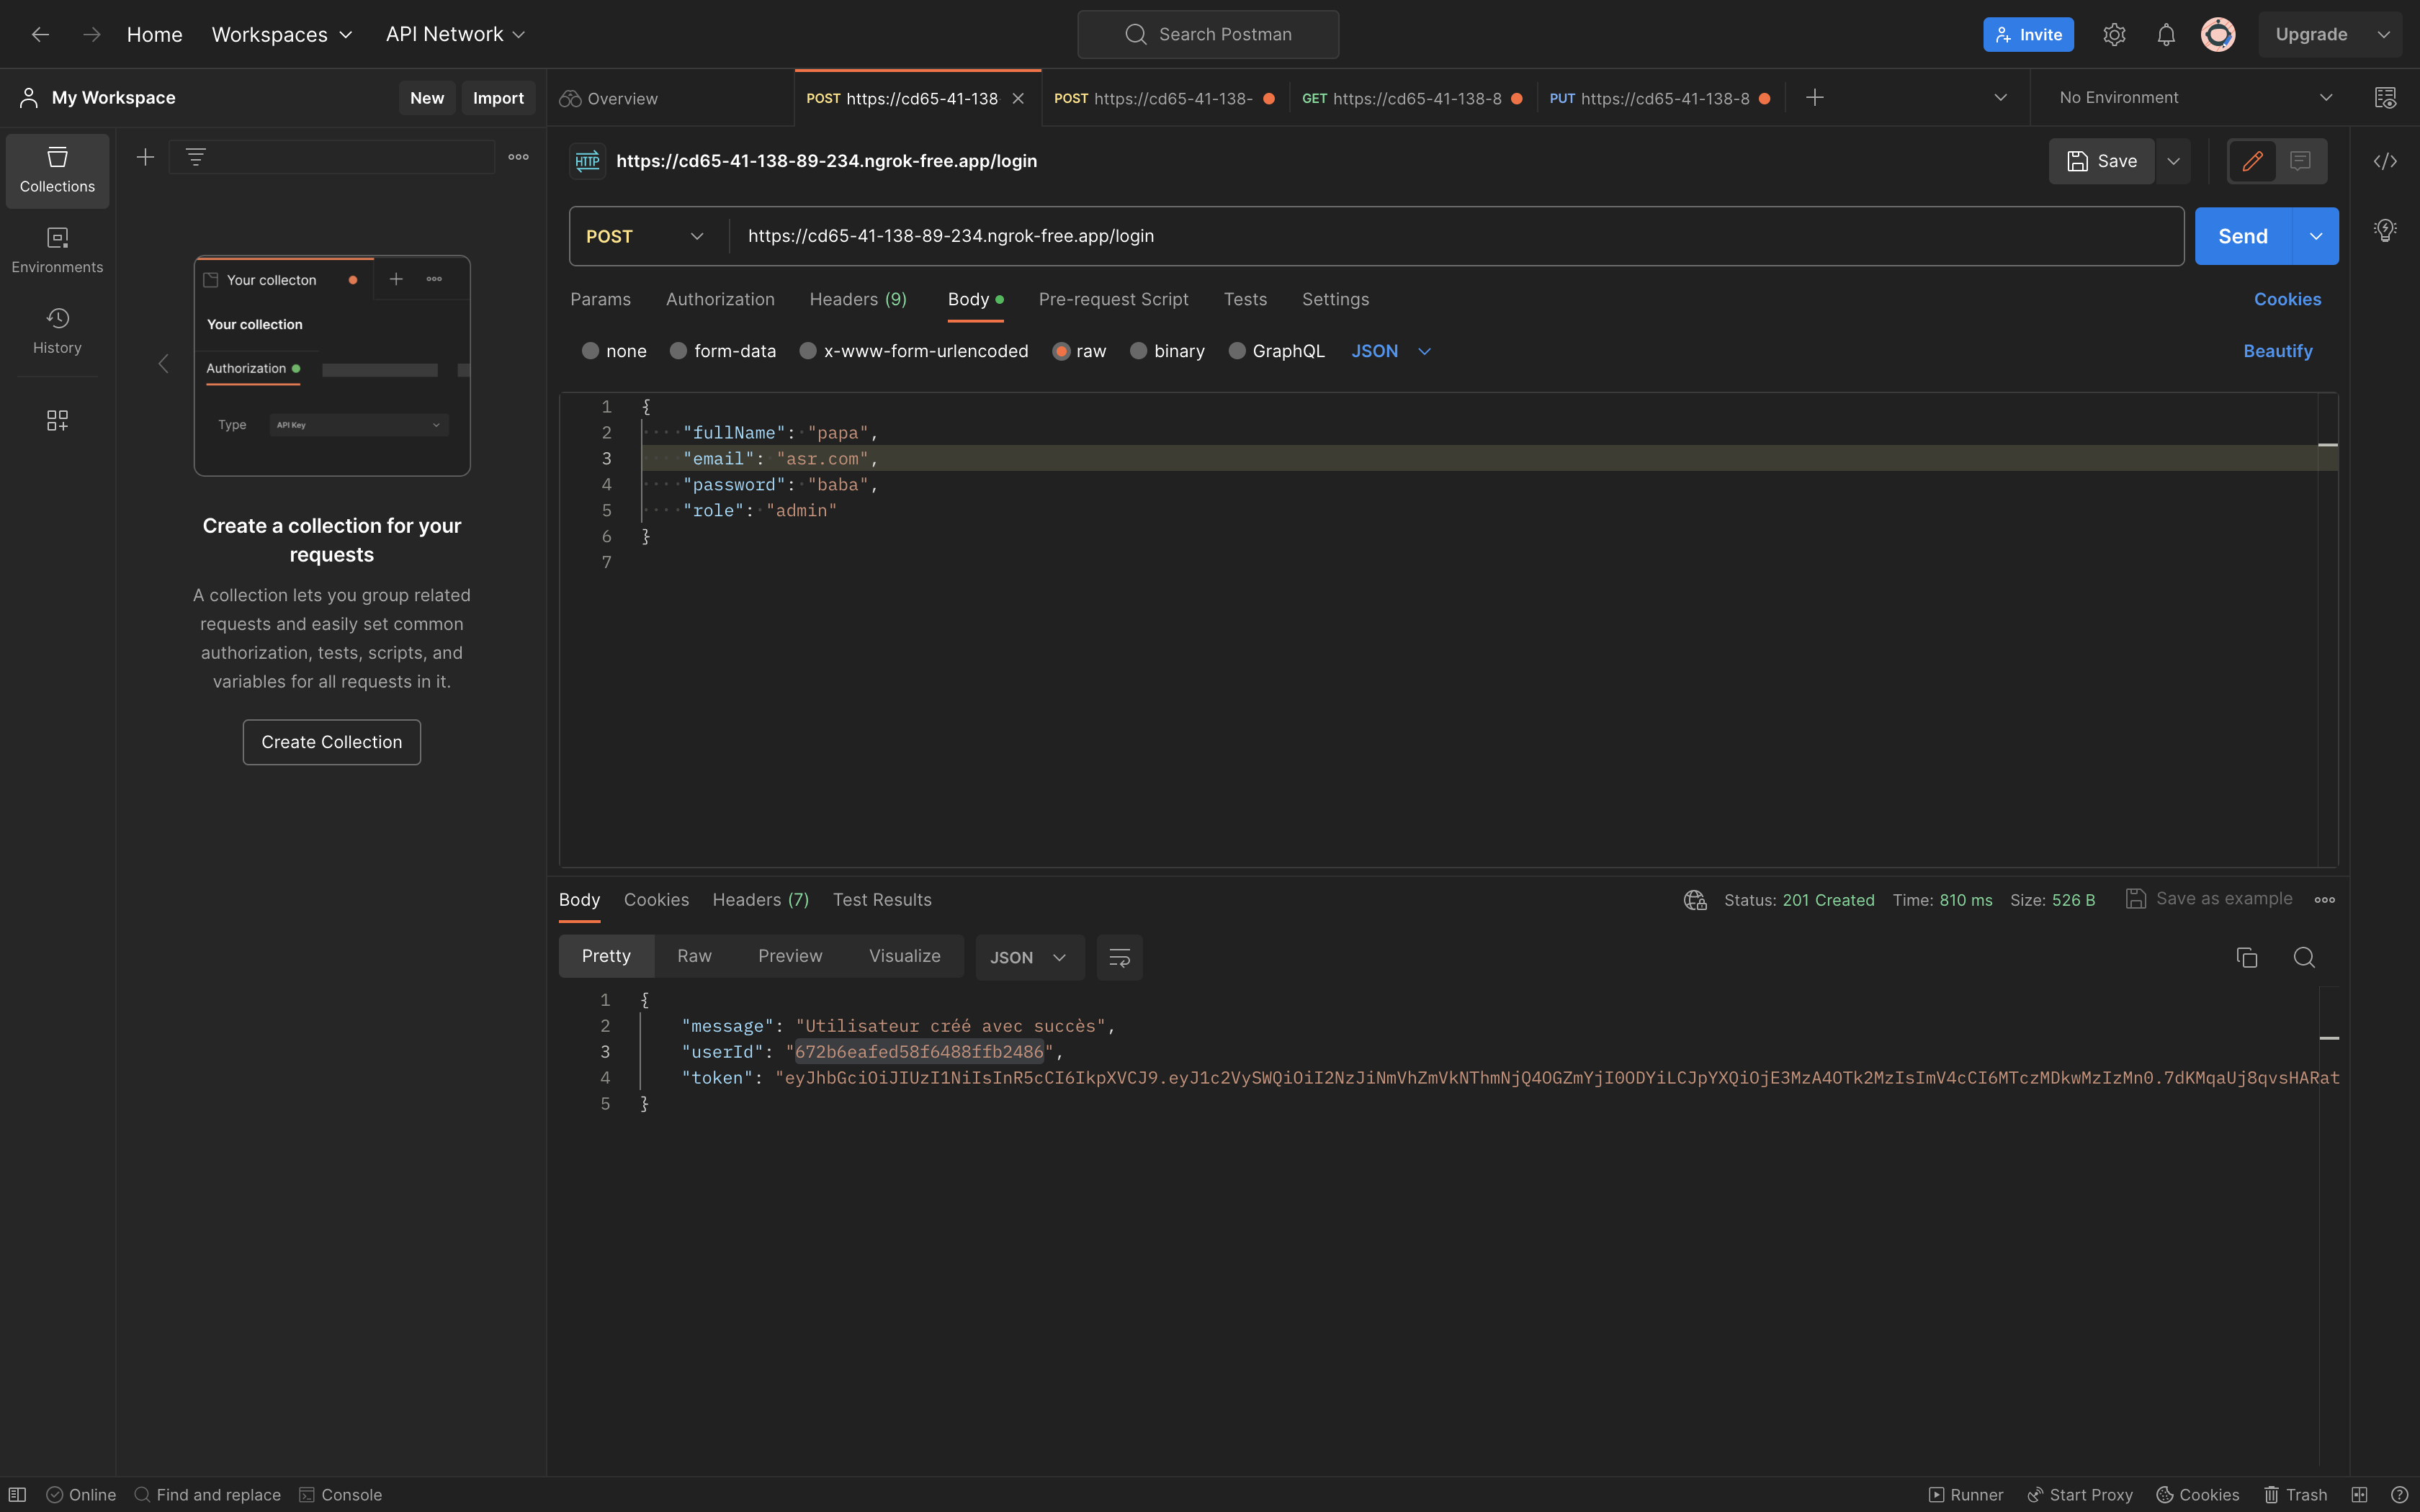 Home Workspaces API Network Search Postman Invite Upgrade
My Workspace New Import Overview POST https://cd65-41-138 POST https://cd65-41-138- GET https://cd65-41-138-8 PUT https://cd65-41-138-8 No Environment
Collections
Environments
History
Your collecton
Your collection
Authorization
Type API Key
Create a collection for your
requests
A collection lets you group related
requests and easily set common
authorization, tests, scripts, and
variables for all requests in it.
Create Collection
HTTP https://cd65-41-138-89-234.ngrok-free.app/login Save
POST https://cd65-41-138-89-234.ngrok-free.app/login Send
Params Authorization Headers (9) Body Pre-request Script Tests Settings Cookies
none form-data x-www-form-urlencoded raw binary GraphQL JSON Beautify
1 {
2 "fullName": "papa",
3 "email": "asr.com",
4 "password": "baba",
5 "role": "admin"
6 }
7
Body Cookies Headers (7) Test Results Status: 201 Created Time: 810 ms Size: 526 B Save as example
Pretty Raw Preview Visualize JSON
1 {
2 "message": "Utilisateur créé avec succès",
3 "userId": "672b6eafed58f6488ffb2486",
4 "token": "eyJhbGciOiJIUzI1NiIsInR5cCI6IkpXVCJ9.eyJ1c2VySWQiOiI2NzJiNmVhZmVkNThmNjQ4OGZmYjI0ODYiLCJpYXQiOjE3MzA4OTk2MzIsImV4cCI6MTczMDkwMzIzMn0.7dKMqaUj8qvsHARat
5 }
Online Find and replace Console Runner Start Proxy Cookies Trash